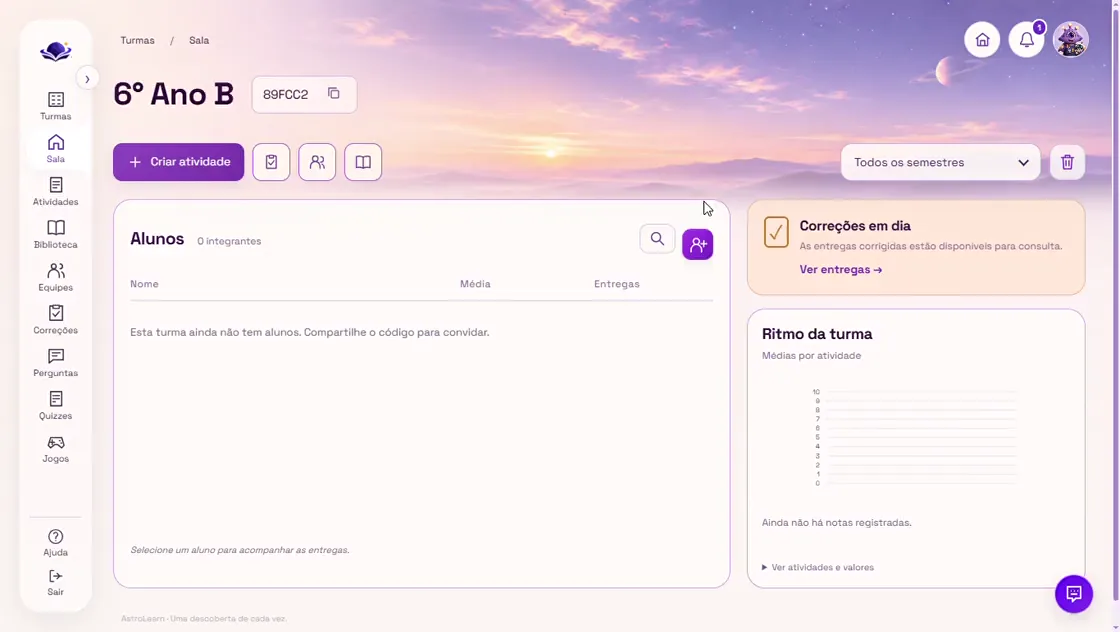 Turmas / Sala
1
6° Ano B
89FCC2
Turmas
Sala
Atividades
Biblioteca
Equipes
Correções
Perguntas
Quizzes
Jogos
Ajuda
Sair
Criar atividade
Todos os semestres
Alunos 0 integrantes
Nome Média Entregas
Esta turma ainda não tem alunos. Compartilhe o código para convidar.
Selecione um aluno para acompanhar as entregas.
Correções em dia
As entregas corrigidas estão disponíveis para consulta.
Ver entregas →
Ritmo da turma
Médias por atividade
10
9
8
7
6
5
4
3
2
1
0
Ainda não há notas registradas.
Ver atividades e valores
AstroLearn · Uma descoberta de cada vez.